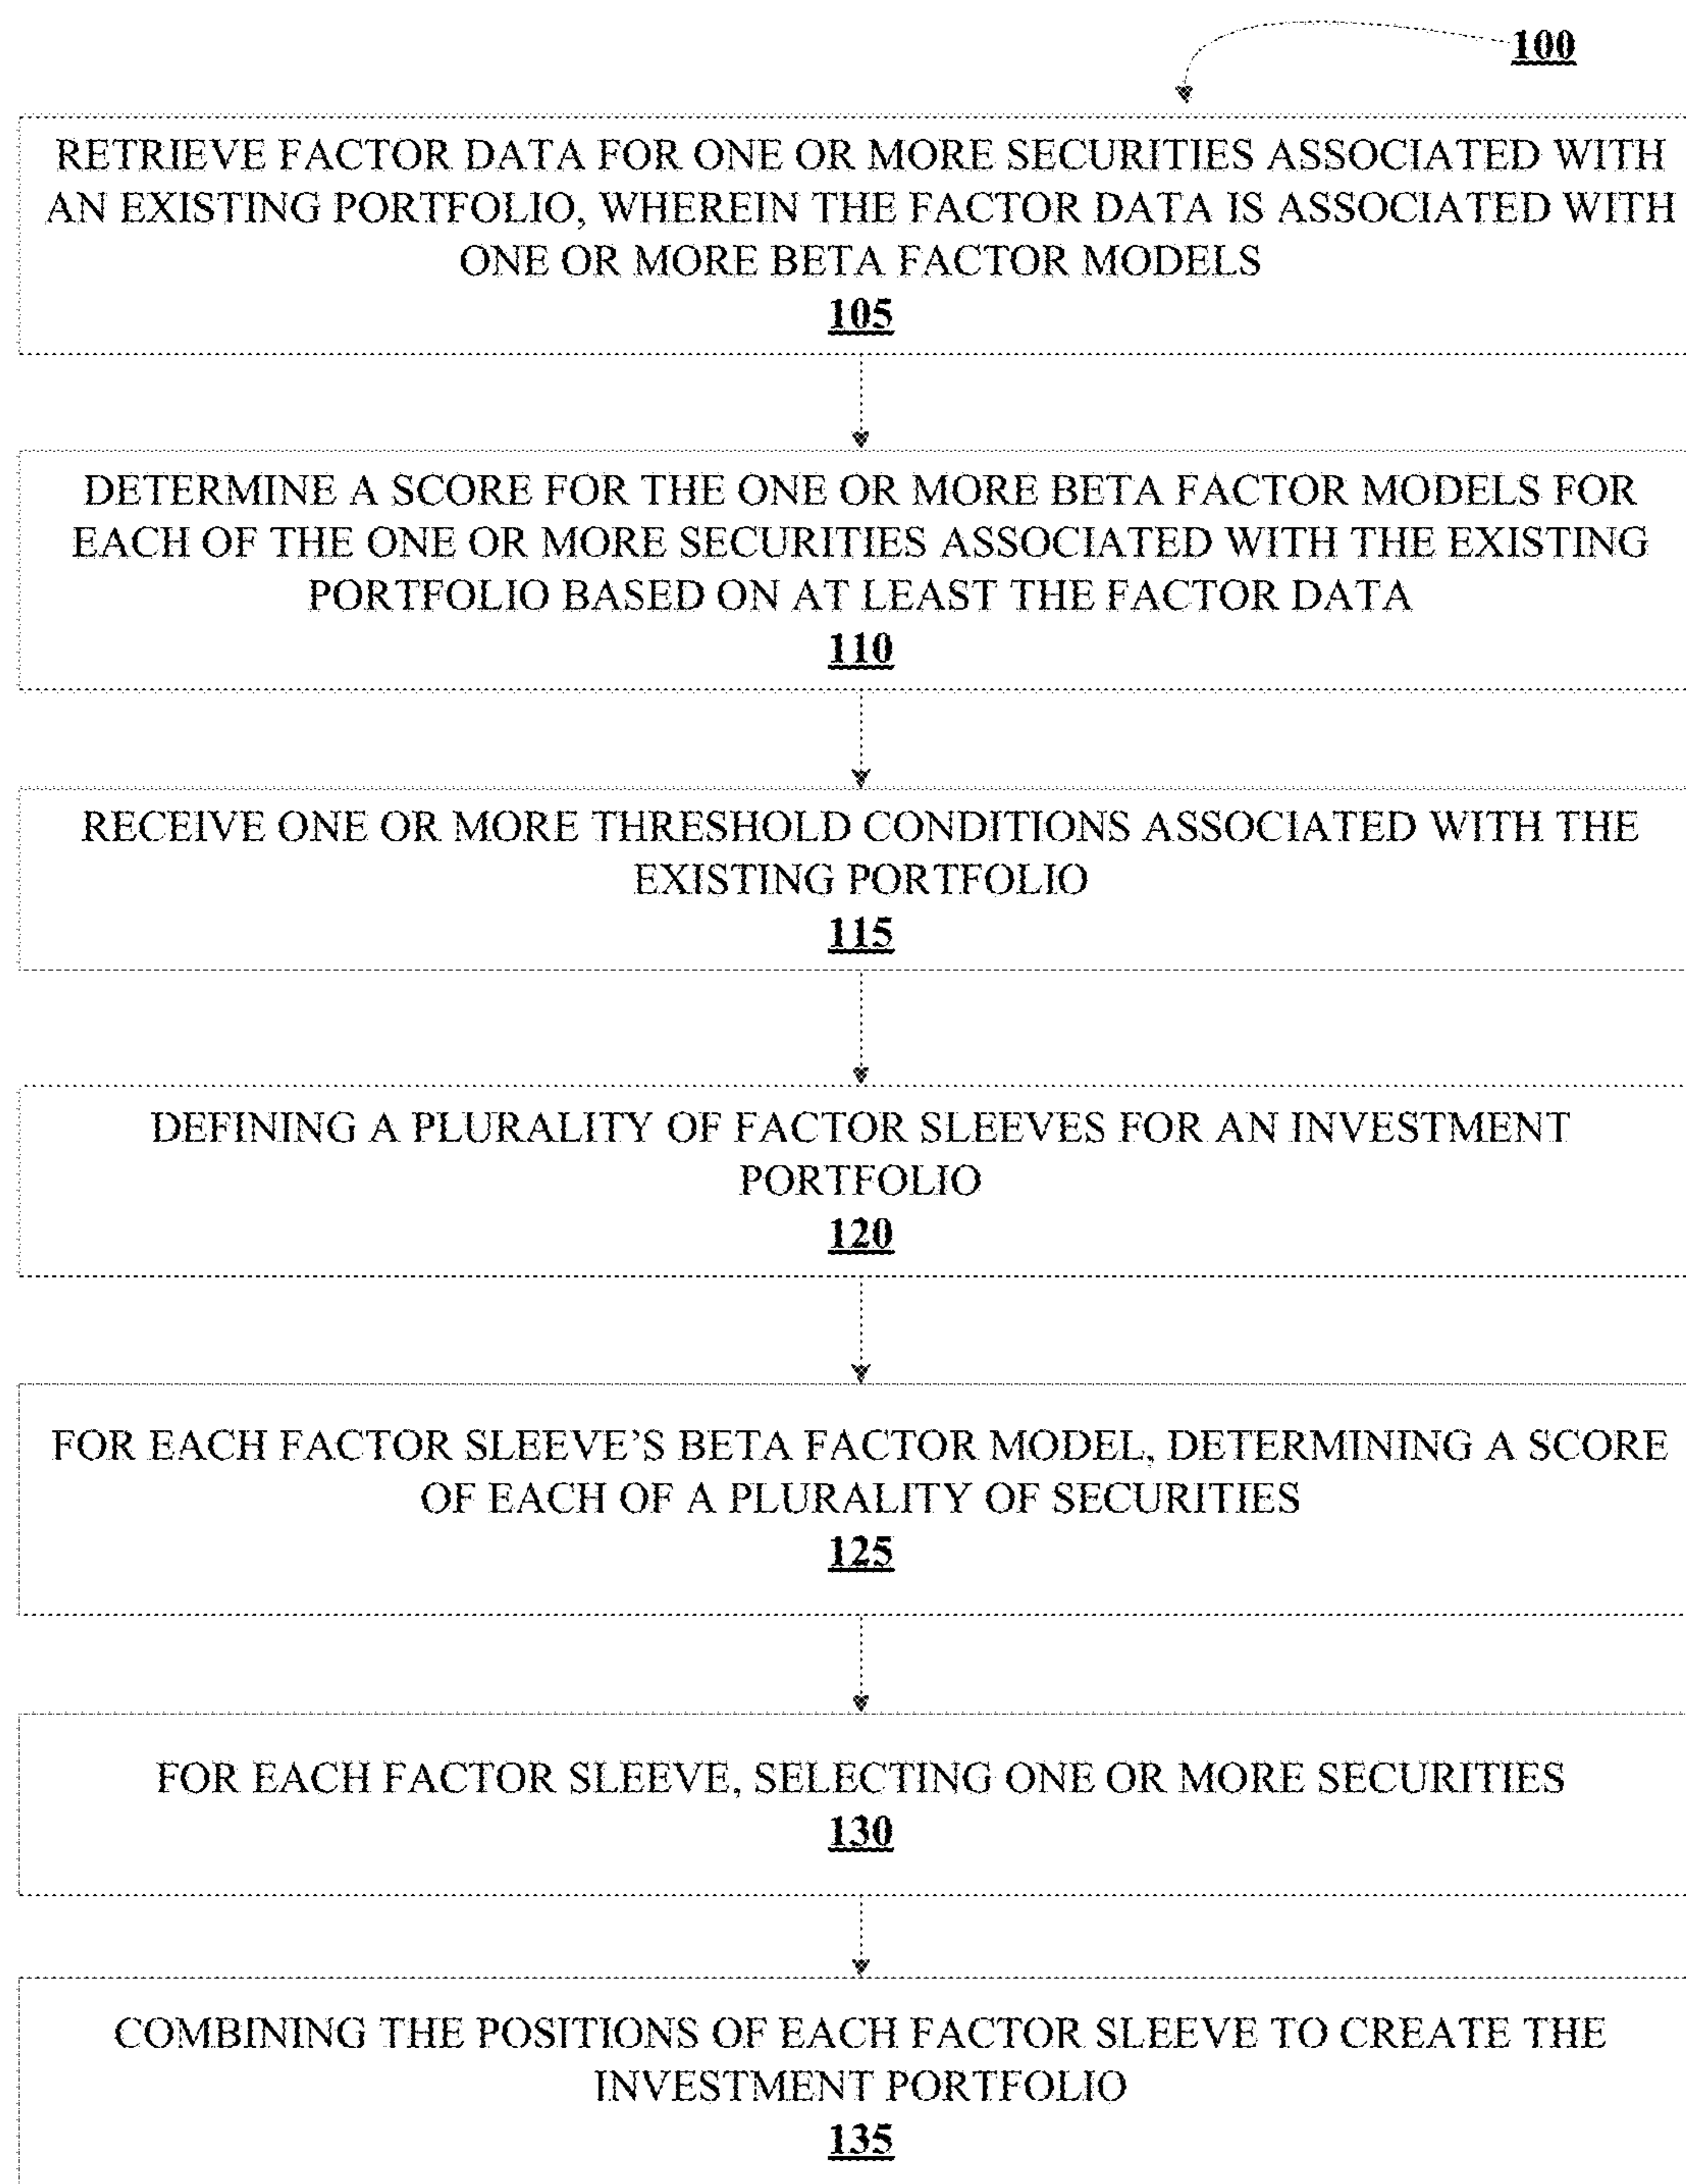 100
RETRIEVE FACTOR DATA FOR ONE OR MORE SECURITIES ASSOCIATED WITH
AN EXISTING PORTFOLIO, WHEREIN THE FACTOR DATA IS ASSOCIATED WITH
ONE OR MORE BETA FACTOR MODELS
105
DETERMINE A SCORE FOR THE ONE OR MORE BETA FACTOR MODELS FOR
EACH OF THE ONE OR MORE SECURITIES ASSOCIATED WITH THE EXISTING
PORTFOLIO BASED ON AT LEAST THE FACTOR DATA
110
RECEIVE ONE OR MORE THRESHOLD CONDITIONS ASSOCIATED WITH THE
EXISTING PORTFOLIO
115
DEFINING A PLURALITY OF FACTOR SLEEVES FOR AN INVESTMENT
PORTFOLIO
120
FOR EACH FACTOR SLEEVE'S BETA FACTOR MODEL, DETERMINING A SCORE
OF EACH OF A PLURALITY OF SECURITIES
125
FOR EACH FACTOR SLEEVE, SELECTING ONE OR MORE SECURITIES
130
COMBINING THE POSITIONS OF EACH FACTOR SLEEVE TO CREATE THE
INVESTMENT PORTFOLIO
135